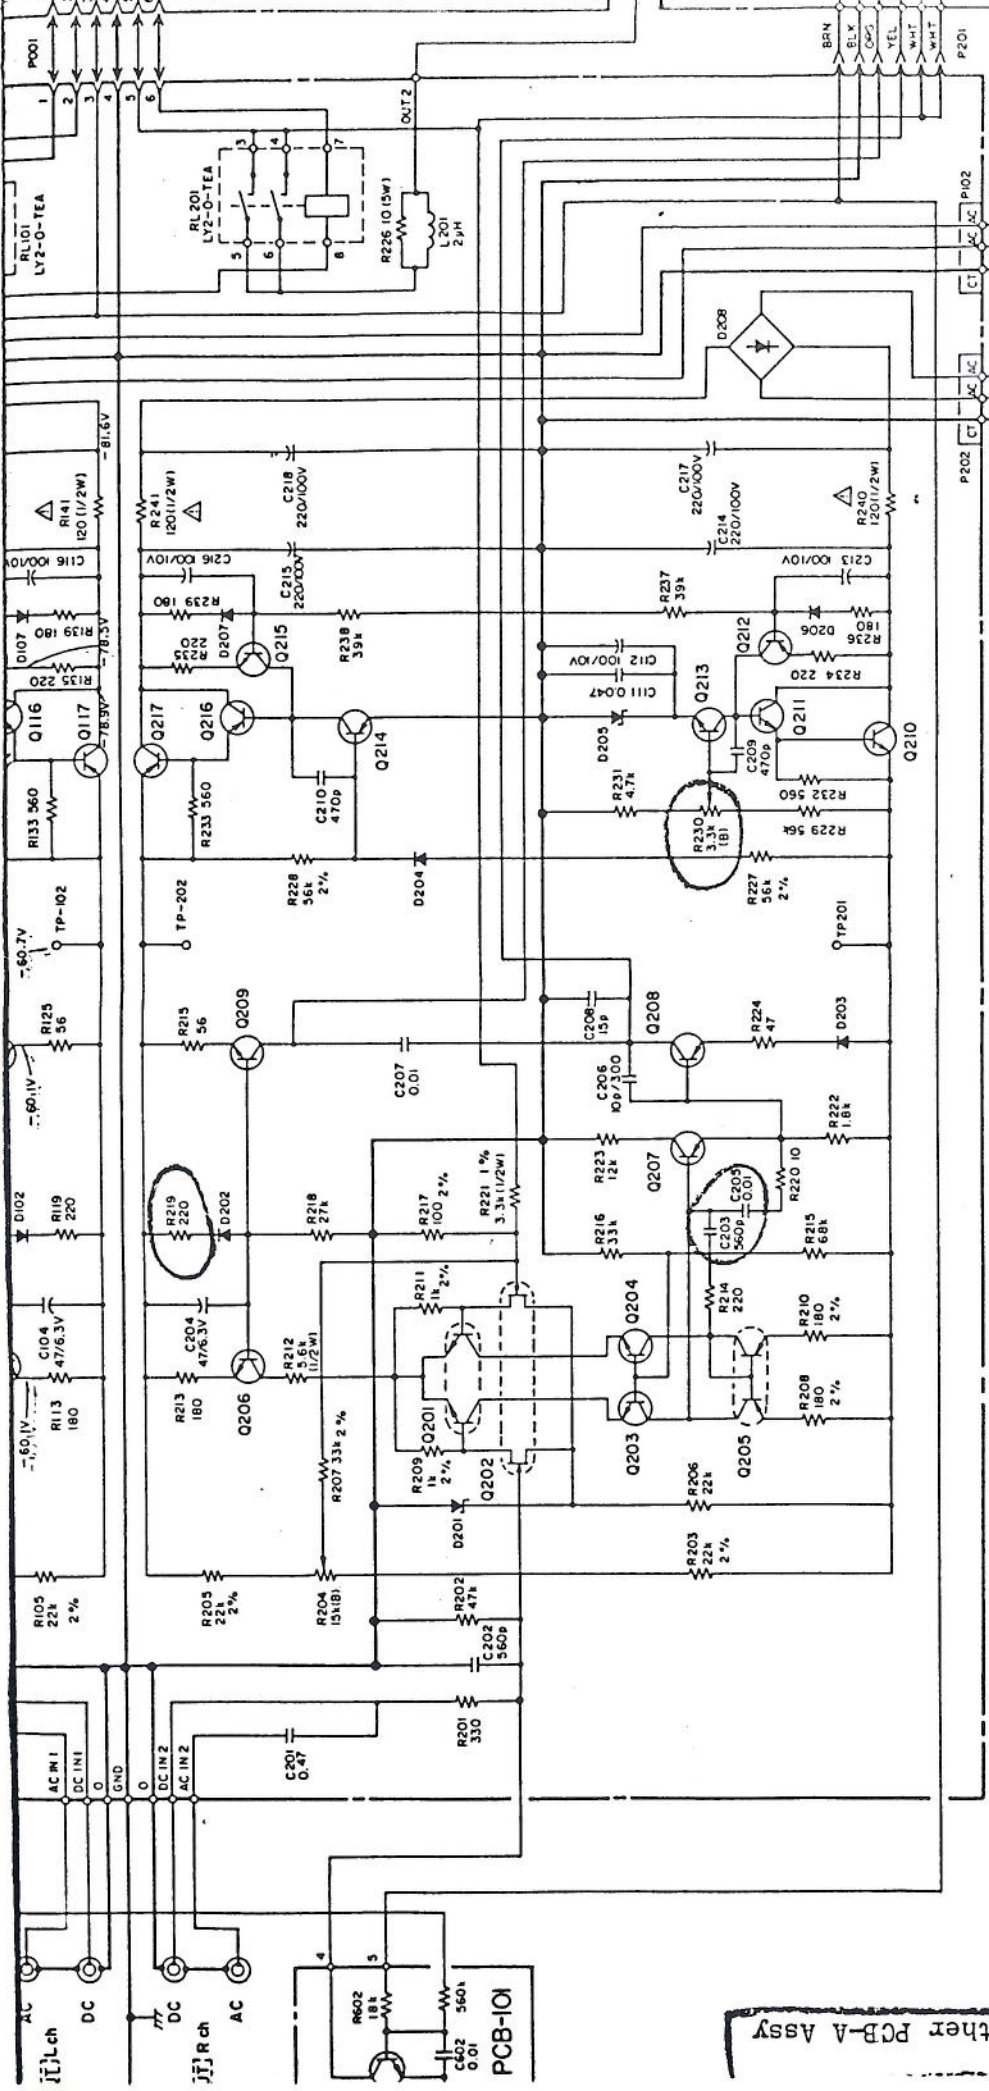 P001
1
2
3
4
5
6
BRN
BLK
ORG
YEL
WHT
WHT
P201
OUT 2
RL101
LY2-O-TEA
RL201
LY2-O-TEA
3
4
7
5
6
8
R226 10 (5W)
L201
2μH
P102
AC
AC
CT
D208
P202
AC
AC
CT
-81.6V
R141
120 (1/2W)
R241
120 (1/2W)
C218
220/100V
C217
220/100V
R240
120 (1/2W)
C116 100/10V
C216 100/10V
C215
220/100V
C214
220/100V
C213 100/10V
D107
R139 180
-78.3V
R135 220
R239 180
D207
R235
220
Q215
R238
39k
R237
39k
Q212
D206
R236
180
R234 220
C112 100/10V
C111 0.047
Q116
Q117
-78.9V
Q217
Q216
Q214
D205
Q213
Q211
Q210
C209
470p
R133 560
R233 560
C210
470p
R231
4.7k
R230
3.3k
(B)
R232 560
R229 56k
R228
56k
2%
D204
R227
56k
2%
TP-102
TP-202
TP201
-60.7V
R125
56
R215
56
Q209
C207
0.01
C208
15p
Q208
R224
47
D203
-60.1V
C206
10p/300
R223
12k
Q207
R222
1.8k
R220 10
D102
R119
220
R219
220
D202
R218
27k
R217
100 2%
R221 1%
3.3k (1/2W)
R216
33k
C203
560p
C205
0.01
R215
68k
R214
220
C104
47/6.3V
C204
47/6.3V
R211
1k
2%
Q204
R210
180
2%
R113
180
-60.1V
R213
180
Q206
R212
5.6k
(1/2W)
Q201
R209
1k
2%
Q202
Q203
Q205
R208
180
2%
R207 33k 2%
D201
R206
22k
R105
22k
2%
R205
22k
2%
R204
15k(B)
R203
22k
2%
R202
47k
C202
560p
R201
330
C201
0.47
AC IN 1
DC IN 1
0
GND
0
DC IN 2
AC IN 2
AC
DC
L ch
DC
AC
R ch
4
5
R602
18k
560k
C602
0.01
PCB-101
ther PCB-A Assy